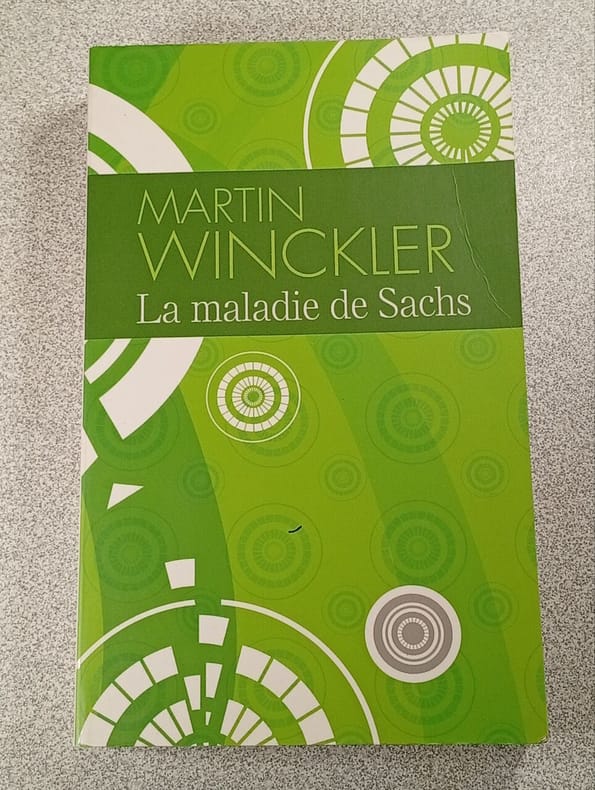 MARTIN
WINCKLER
La maladie de Sachs